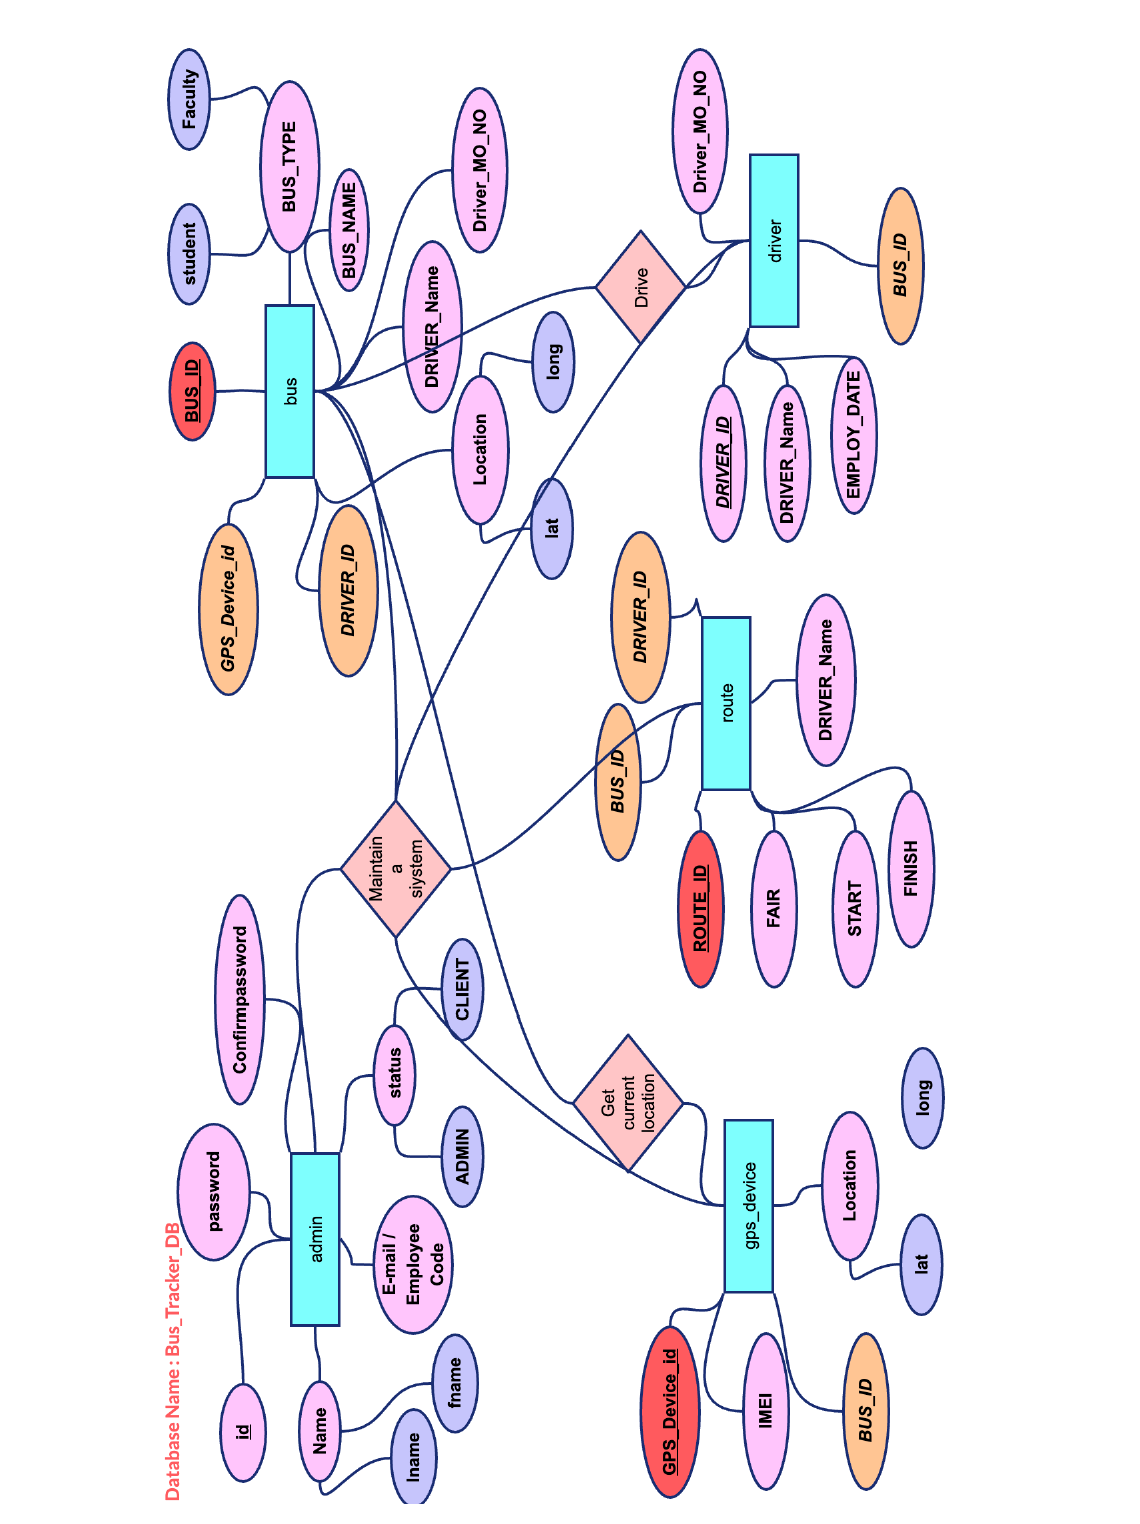 Database Name : Bus_Tracker_DB
id
password
Confirmpassword
Name
lname
fname
admin
E-mail /
Employee
Code
status
ADMIN
CLIENT
Maintain
a
siystem
GPS_Device_id
BUS_ID
DRIVER_ID
bus
student
Faculty
BUS_TYPE
BUS_NAME
DRIVER_Name
Driver_MO_NO
Location
lat
long
Drive
GPS_Device_id
IMEI
BUS_ID
gps_device
Get
current
location
Location
lat
long
ROUTE_ID
FAIR
START
FINISH
BUS_ID
DRIVER_ID
route
DRIVER_Name
DRIVER_ID
DRIVER_Name
EMPLOY_DATE
driver
Driver_MO_NO
BUS_ID